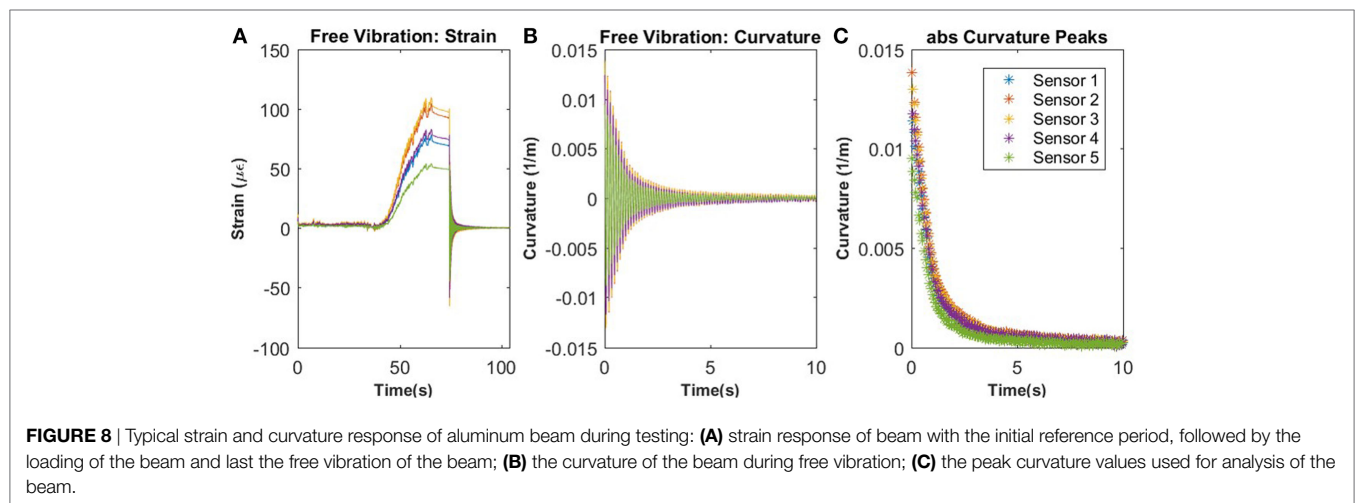 A Free Vibration: Strain
150
100
50
0
-50
-100
Strain (με)
0 50 100
Time(s)
B Free Vibration: Curvature
0.015
0.01
0.005
0
-0.005
-0.01
-0.015
Curvature (1/m)
0 5 10
Time(s)
C abs Curvature Peaks
0.015
0.01
0.005
0
Curvature (1/m)
0 5 10
Time(s)
Sensor 1
Sensor 2
Sensor 3
Sensor 4
Sensor 5
FIGURE 8 | Typical strain and curvature response of aluminum beam during testing: (A) strain response of beam with the initial reference period, followed by the
loading of the beam and last the free vibration of the beam; (B) the curvature of the beam during free vibration; (C) the peak curvature values used for analysis of the
beam.